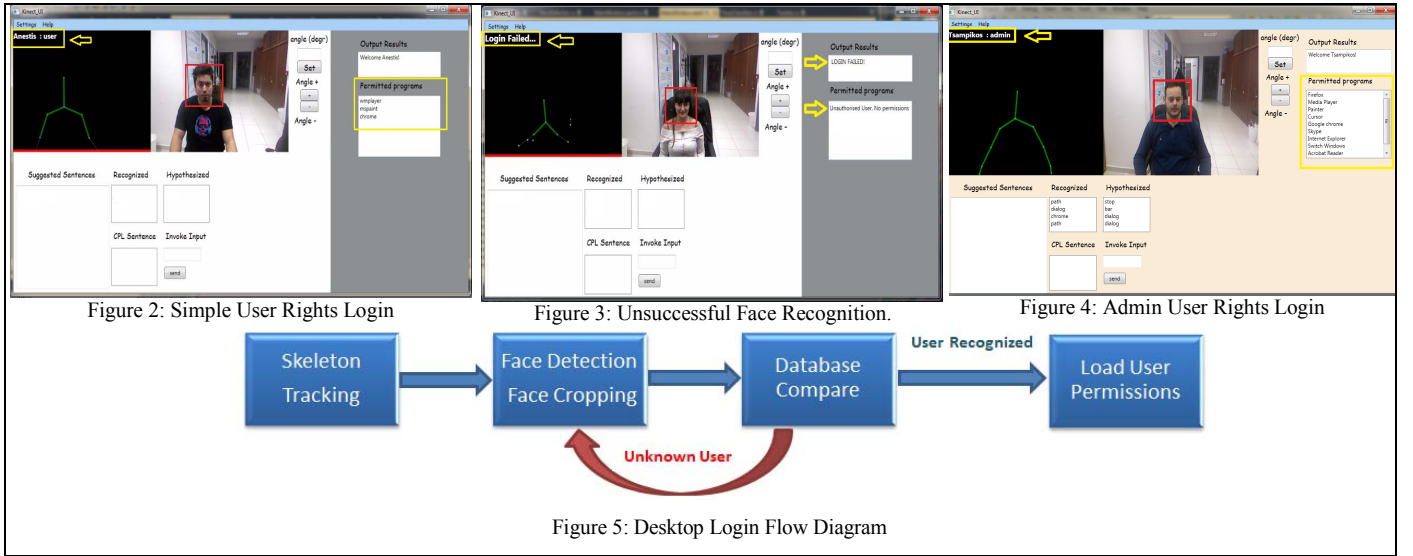 Kinect_UI
Settings Help
Anestis : user
angle (degr)
Set
Angle +
+
-
Angle -
Output Results
Welcome Anestis!
Permitted programs
wmplayer
mspaint
chrome
Suggested Sentences Recognized Hypothesized
CPL Sentence Invoke Input
send
Figure 2: Simple User Rights Login
Kinect_UI
Settings Help
Login Failed...
angle (degr)
Set
Angle +
+
-
Angle -
Output Results
LOGIN FAILED!
Permitted programs
Unauthorised User. No permissions
Suggested Sentences Recognized Hypothesized
CPL Sentence Invoke Input
send
Figure 3: Unsuccessful Face Recognition.
Kinect_UI
Settings Help
Tsampikos : admin
angle (degr)
Set
Angle +
+
-
Angle -
Output Results
Welcome Tsampikos!
Permitted programs
Firefox
Media Player
Painter
Cursor
Google chrome
Skype
Internet Explorer
Switch Windows
Acrobat Reader
Suggested Sentences Recognized Hypothesized
path stop
dialog bar
chrome dialog
path dialog
CPL Sentence Invoke Input
send
Figure 4: Admin User Rights Login
Skeleton
Tracking
Face Detection
Face Cropping
Database
Compare
User Recognized
Load User
Permissions
Unknown User
Figure 5: Desktop Login Flow Diagram